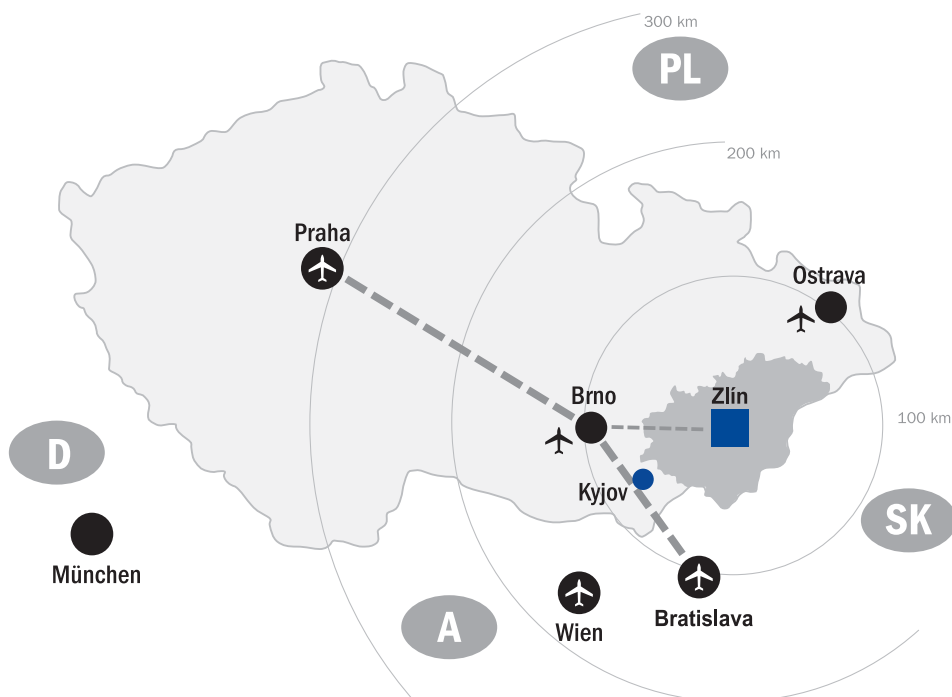 300 km
PL
200 km
Praha
Ostrava
Brno
Zlín
100 km
D
Kyjov
SK
München
A
Wien
Bratislava